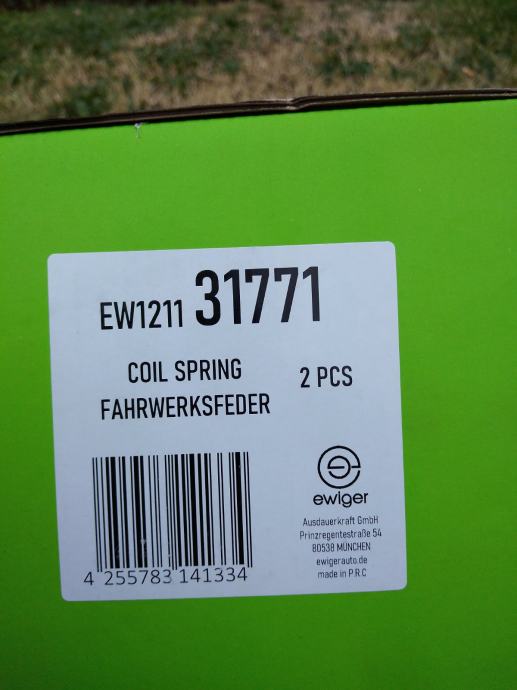 EW1211 31771
COIL SPRING
FAHRWERKSFEDER
2 PCS
4 255783 141334
ewiger
Ausdauerkraft GmbH
Prinzregentestraße 54
80538 MÜNCHEN
ewigerauto.de
made in P.R.C